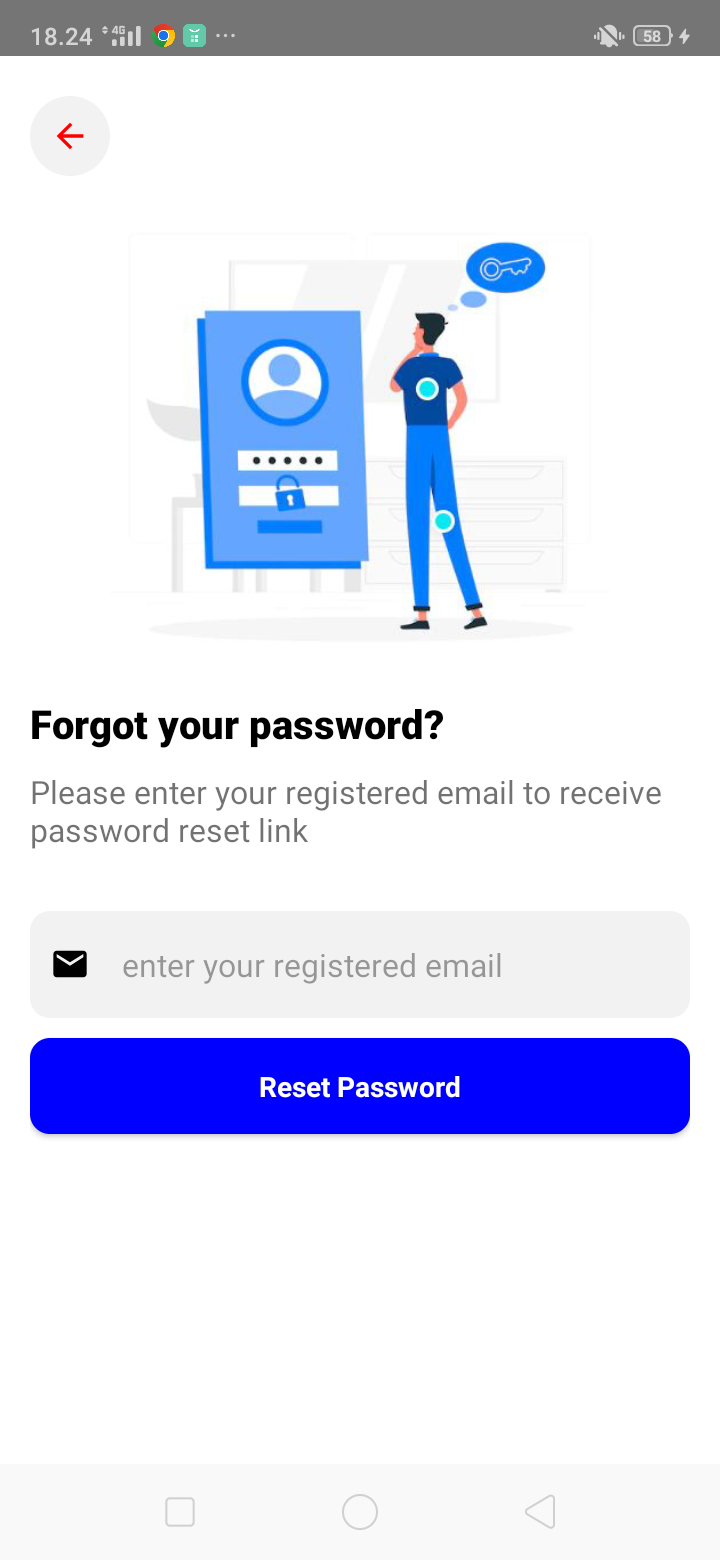 18.24 4G 58
Forgot your password?
Please enter your registered email to receive
password reset link
enter your registered email
Reset Password